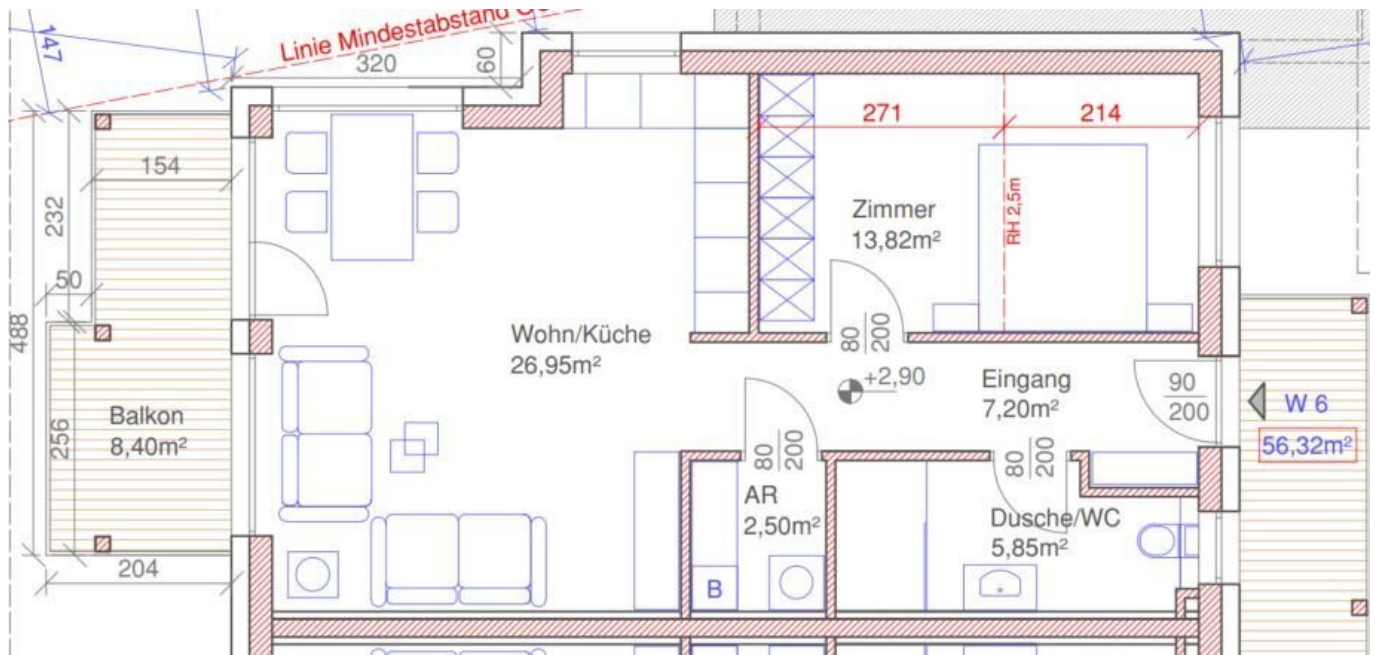 147
Linie Mindestabstand
320
60
271
214
154
232
50
488
256
204
Zimmer
13,82m²
RH 2,5m
Wohn/Küche
26,95m²
80
200
+2,90
Eingang
7,20m²
90
200
W 6
56,32m²
Balkon
8,40m²
80
200
80
200
AR
2,50m²
Dusche/WC
5,85m²
B